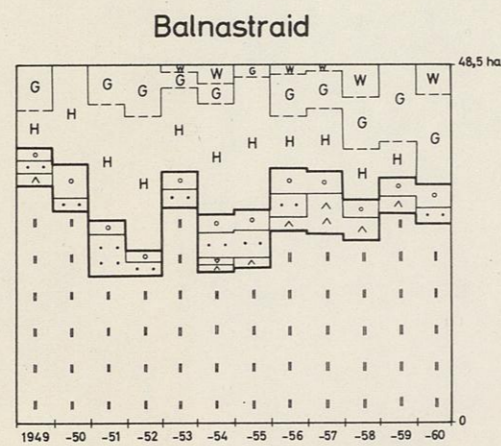 Balnastraid
48,5 ha
W W G W W W W
G G G G G G G W G
H H H H H H H H H G G H H G
0
1949 -50 -51 -52 -53 -54 -55 -56 -57 -58 -59 -60